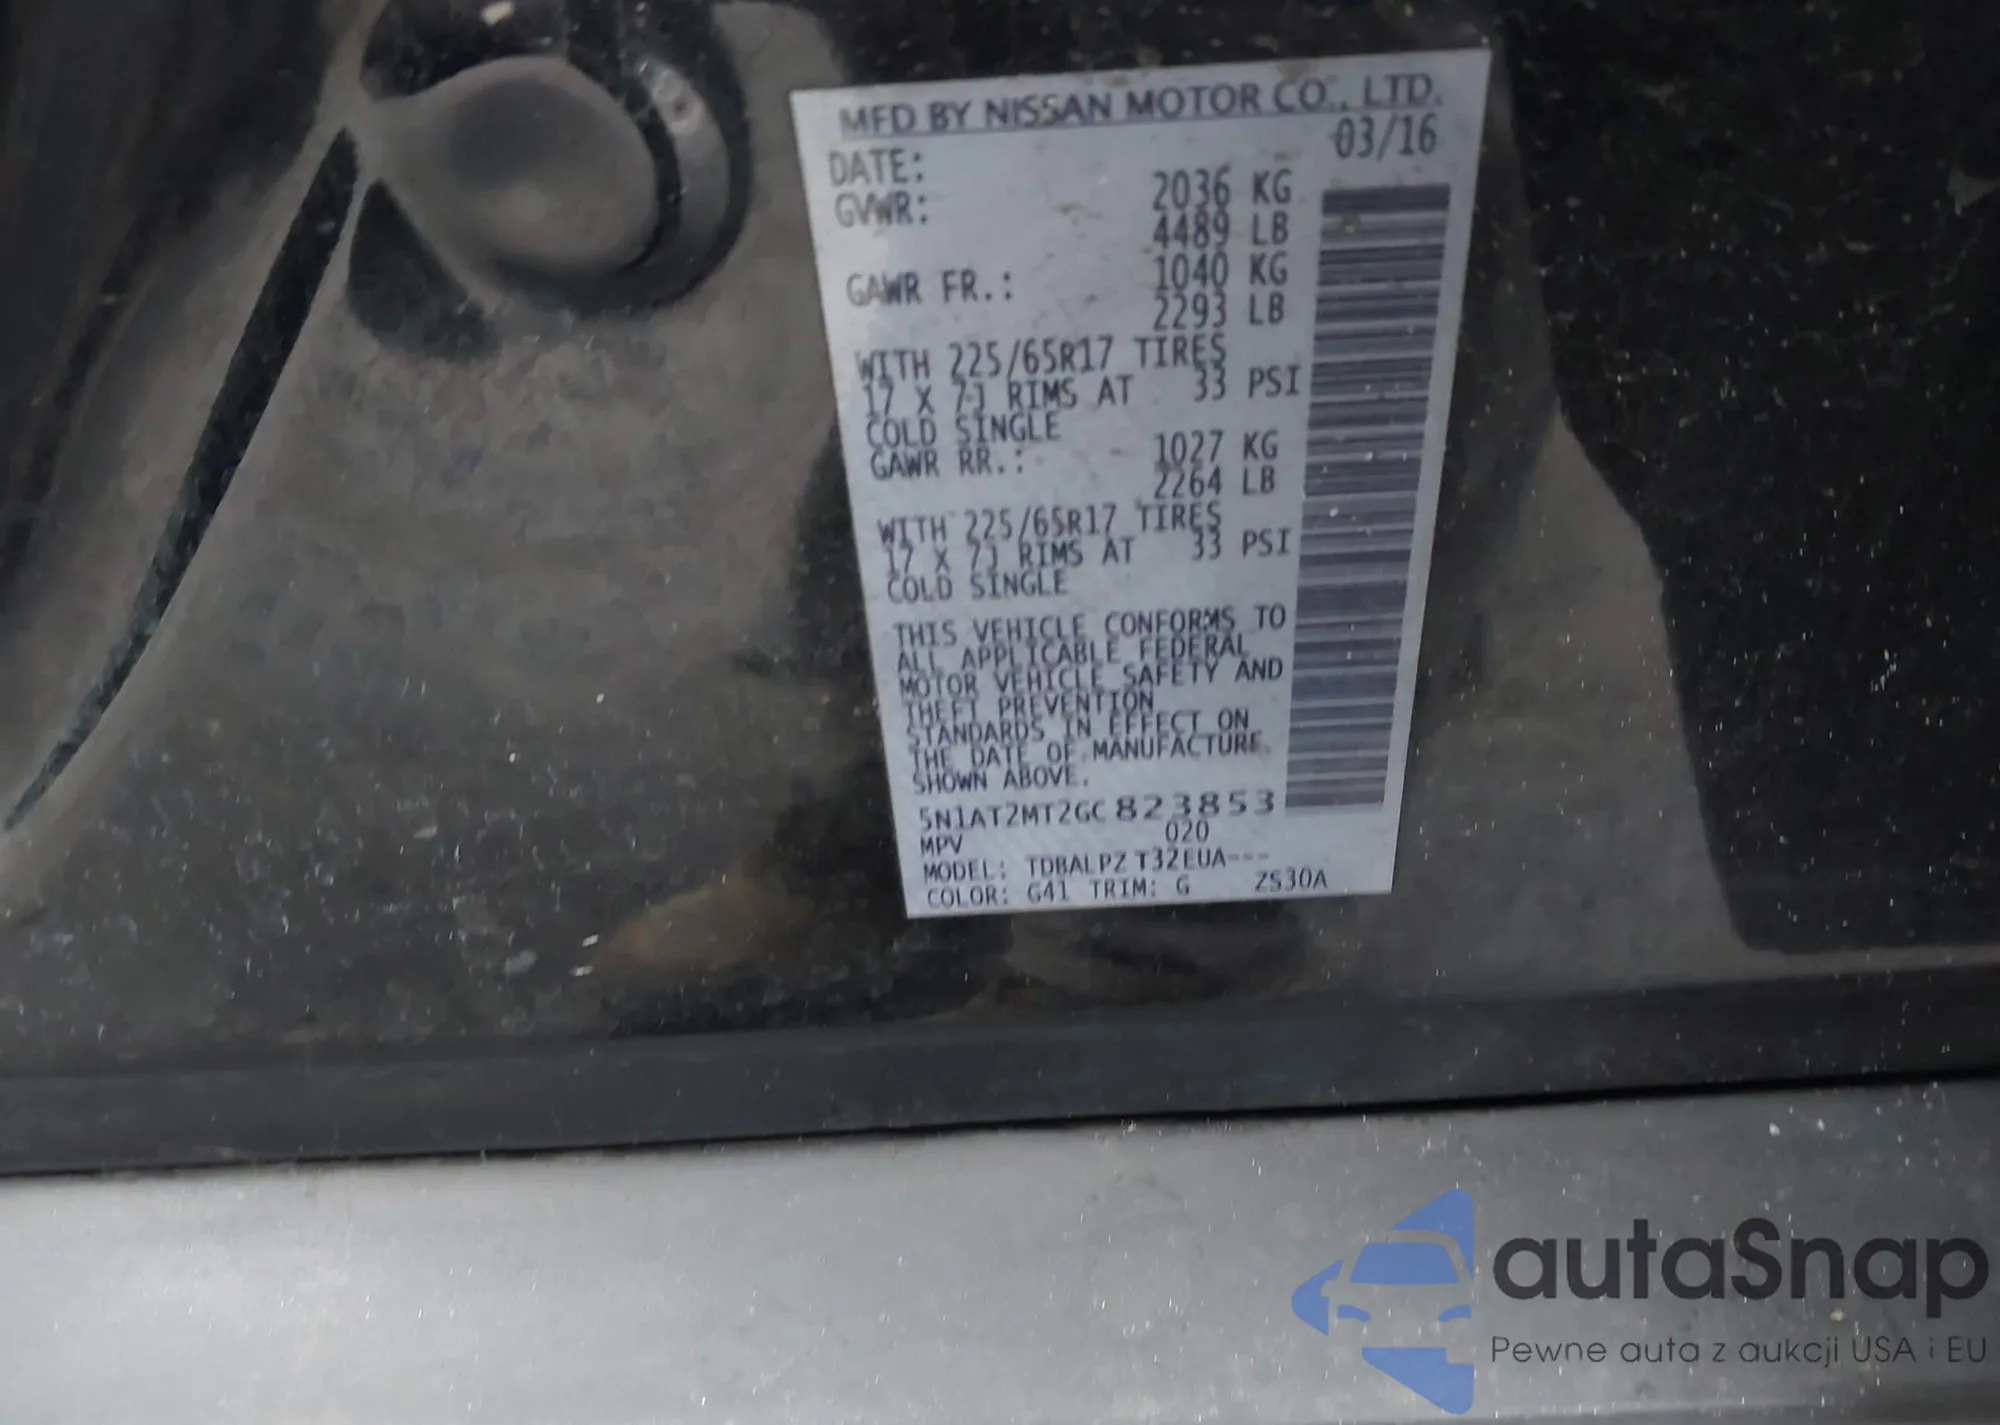 MFD BY NISSAN MOTOR CO., LTD.
DATE: 03/16
GVWR: 2036 KG
4489 LB
GAWR FR.: 1040 KG
2293 LB
WITH 225/65R17 TIRES
17 X 7J RIMS AT 33 PSI
COLD SINGLE
GAWR RR.: 1027 KG
2264 LB
WITH 225/65R17 TIRES
17 X 7J RIMS AT 33 PSI
COLD SINGLE
THIS VEHICLE CONFORMS TO
ALL APPLICABLE FEDERAL
MOTOR VEHICLE SAFETY AND
THEFT PREVENTION
STANDARDS IN EFFECT ON
THE DATE OF MANUFACTURE
SHOWN ABOVE.
5N1AT2MT2GC823853
MPV 020
MODEL: TDBALPZ T32EUA---
COLOR: G41 TRIM: G ZS30A
autaSnap
Pewne auta z aukcji USA i EU